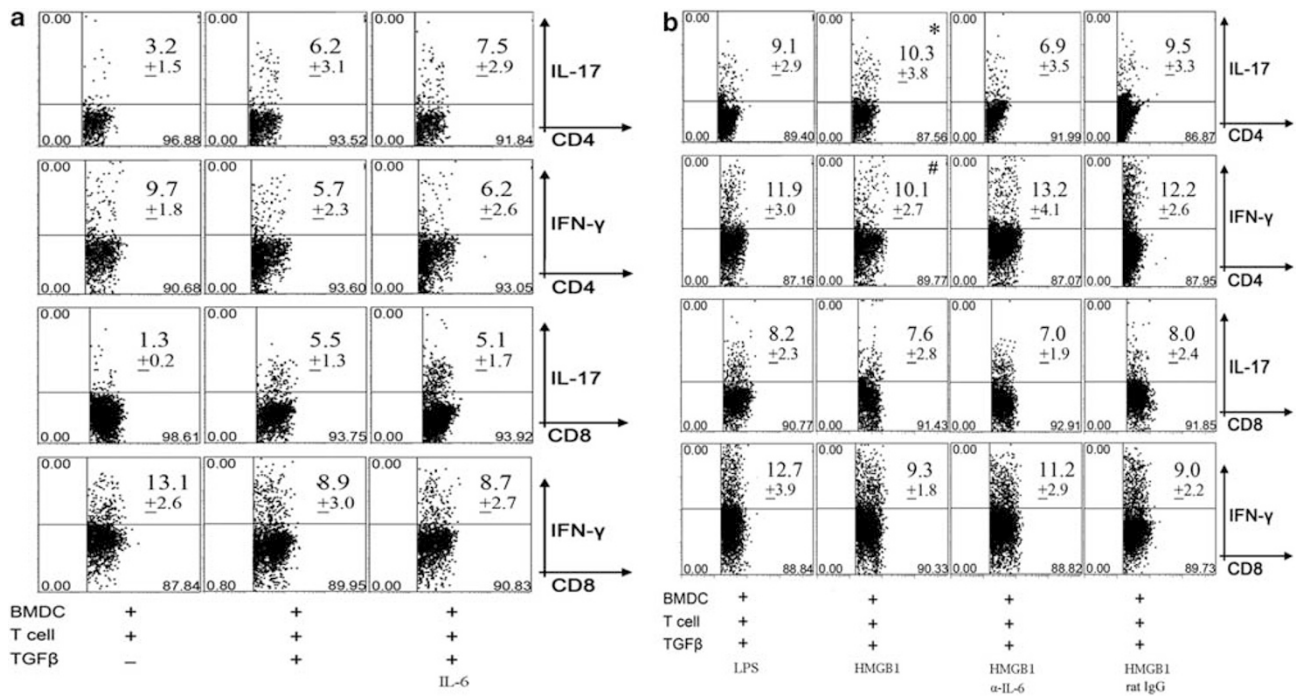 a
0.00 0.00 0.00
3.2 6.2 7.5
±1.5 ±3.1 ±2.9
IL-17
0.00 96.88 0.00 93.52 0.00 91.84
CD4
0.00 0.00 0.00
9.7 5.7 6.2
±1.8 ±2.3 ±2.6
IFN-γ
0.00 90.68 0.00 93.60 0.00 93.05
CD4
0.00 0.00 0.00
1.3 5.5 5.1
±0.2 ±1.3 ±1.7
IL-17
0.00 98.61 0.00 93.75 0.00 93.92
CD8
0.00 0.00 0.00
13.1 8.9 8.7
±2.6 ±3.0 ±2.7
IFN-γ
0.00 87.84 0.80 89.95 0.00 90.83
CD8
BMDC + + +
T cell + + +
TGFβ − + +
IL-6
b
0.00 0.00 0.00 0.00
*
9.1 10.3 6.9 9.5
±2.9 ±3.8 ±3.5 ±3.3
IL-17
0.00 89.40 0.00 87.56 0.00 91.99 0.00 86.87
CD4
0.00 0.00 0.00 0.00
#
11.9 10.1 13.2 12.2
±3.0 ±2.7 ±4.1 ±2.6
IFN-γ
0.00 87.16 0.00 89.77 0.00 87.07 0.00 87.95
CD4
0.00 0.00 0.00 0.00
8.2 7.6 7.0 8.0
±2.3 ±2.8 ±1.9 ±2.4
IL-17
0.00 90.77 0.00 91.43 0.00 92.91 0.00 91.85
CD8
0.00 0.00 0.00 0.00
12.7 9.3 11.2 9.0
±3.9 ±1.8 ±2.9 ±2.2
IFN-γ
0.00 88.84 0.00 90.33 0.00 88.82 0.00 89.73
CD8
BMDC + + + +
T cell + + + +
TGFβ + + + +
LPS HMGB1 HMGB1 HMGB1
α-IL-6 rat IgG